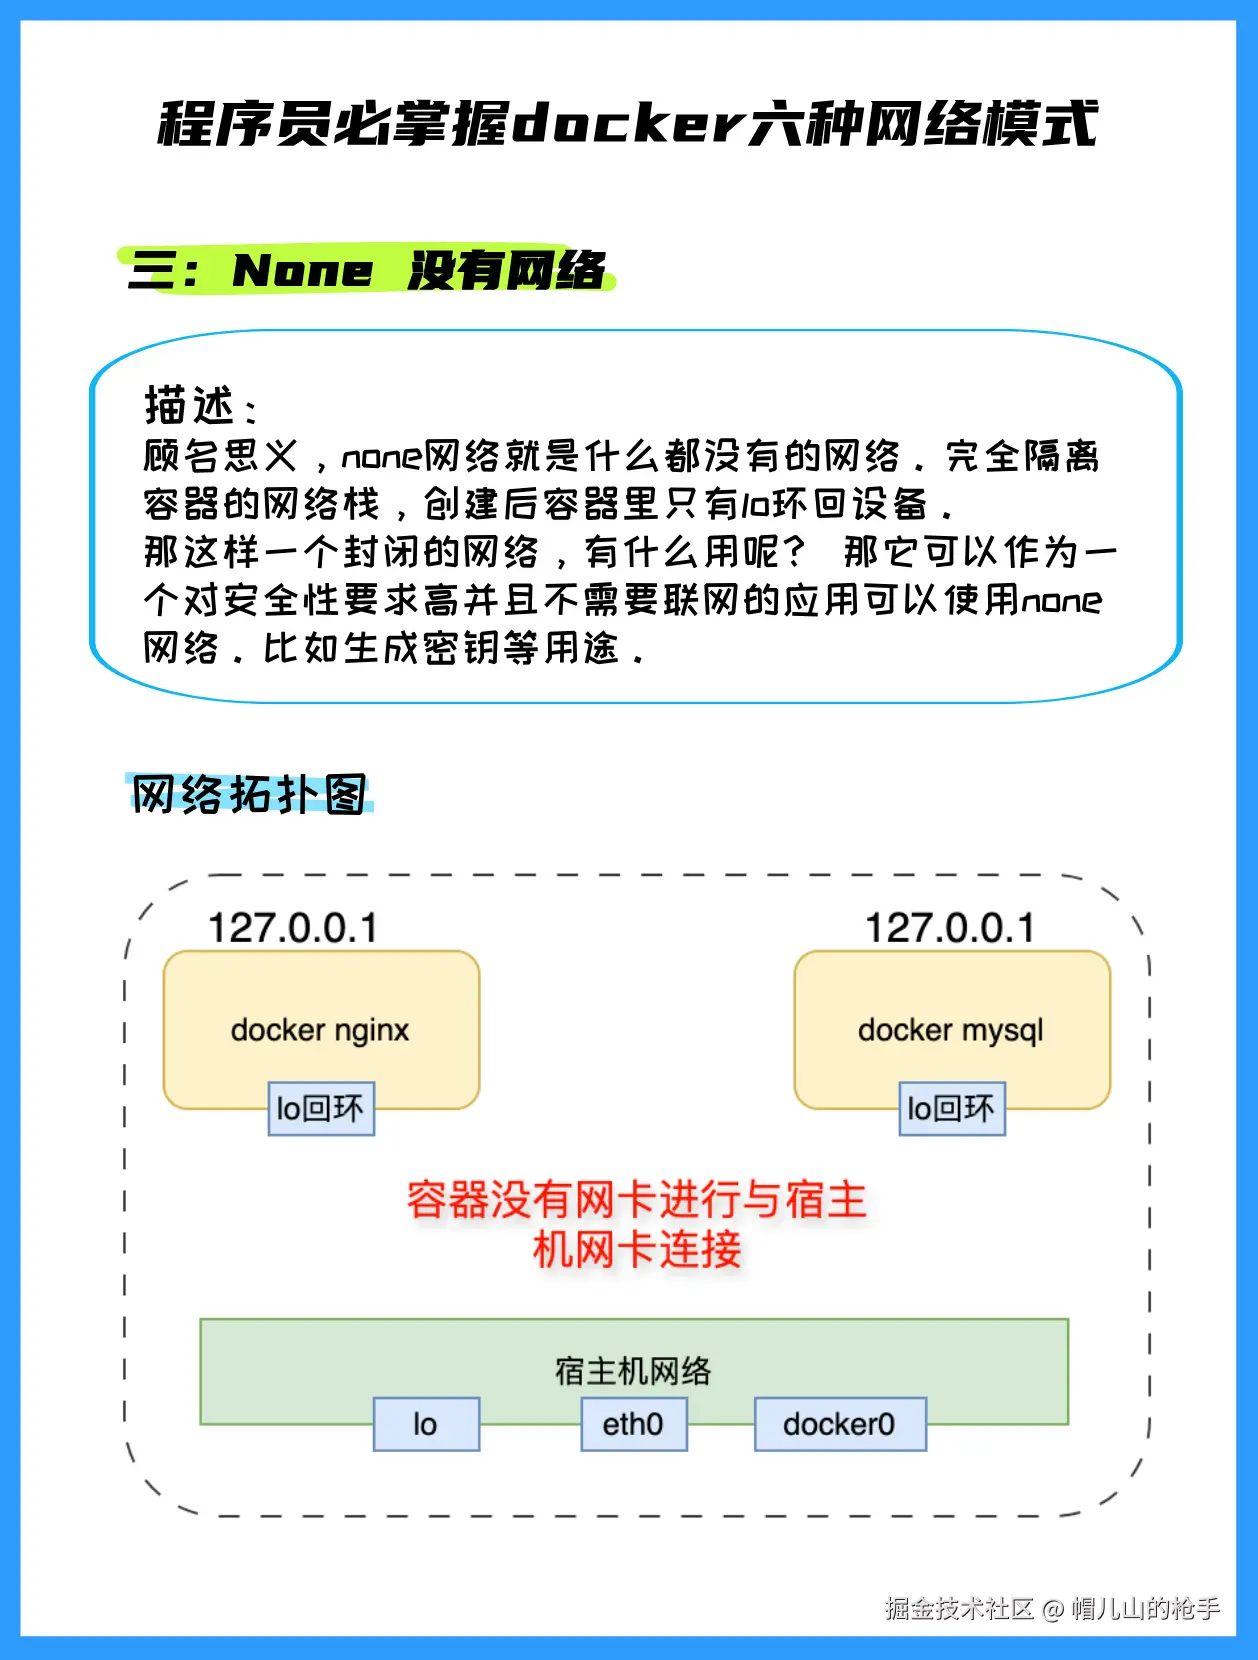 程序员必掌握docker六种网络模式
三：None 没有网络
描述：
顾名思义，none网络就是什么都没有的网络．完全隔离
容器的网络栈，创建后容器里只有lo环回设备．
那这样一个封闭的网络，有什么用呢？ 那它可以作为一
个对安全性要求高并且不需要联网的应用可以使用none
网络．比如生成密钥等用途．
网络拓扑图
127.0.0.1
127.0.0.1
docker nginx
docker mysql
lo回环
lo回环
容器没有网卡进行与宿主
机网卡连接
宿主机网络
lo
eth0
docker0
掘金技术社区 @ 帽儿山的枪手